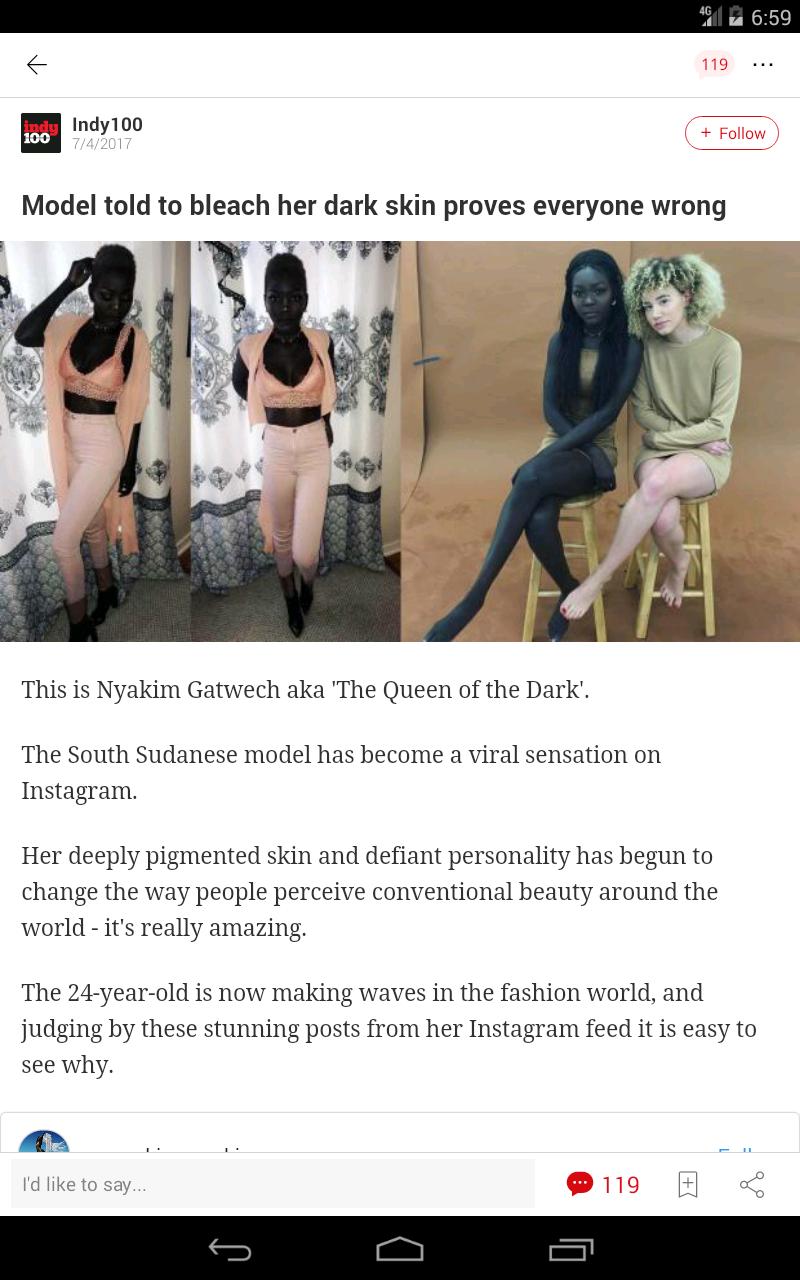 4G 6:59
119
indy
100
Indy100
7/4/2017
+ Follow
Model told to bleach her dark skin proves everyone wrong
This is Nyakim Gatwech aka 'The Queen of the Dark'.
The South Sudanese model has become a viral sensation on
Instagram.
Her deeply pigmented skin and defiant personality has begun to
change the way people perceive conventional beauty around the
world - it's really amazing.
The 24-year-old is now making waves in the fashion world, and
judging by these stunning posts from her Instagram feed it is easy to
see why.
I'd like to say...
119